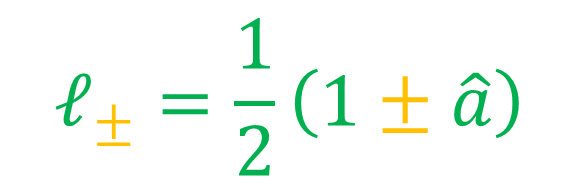 ℓ± = 1/2 (1 ± â)